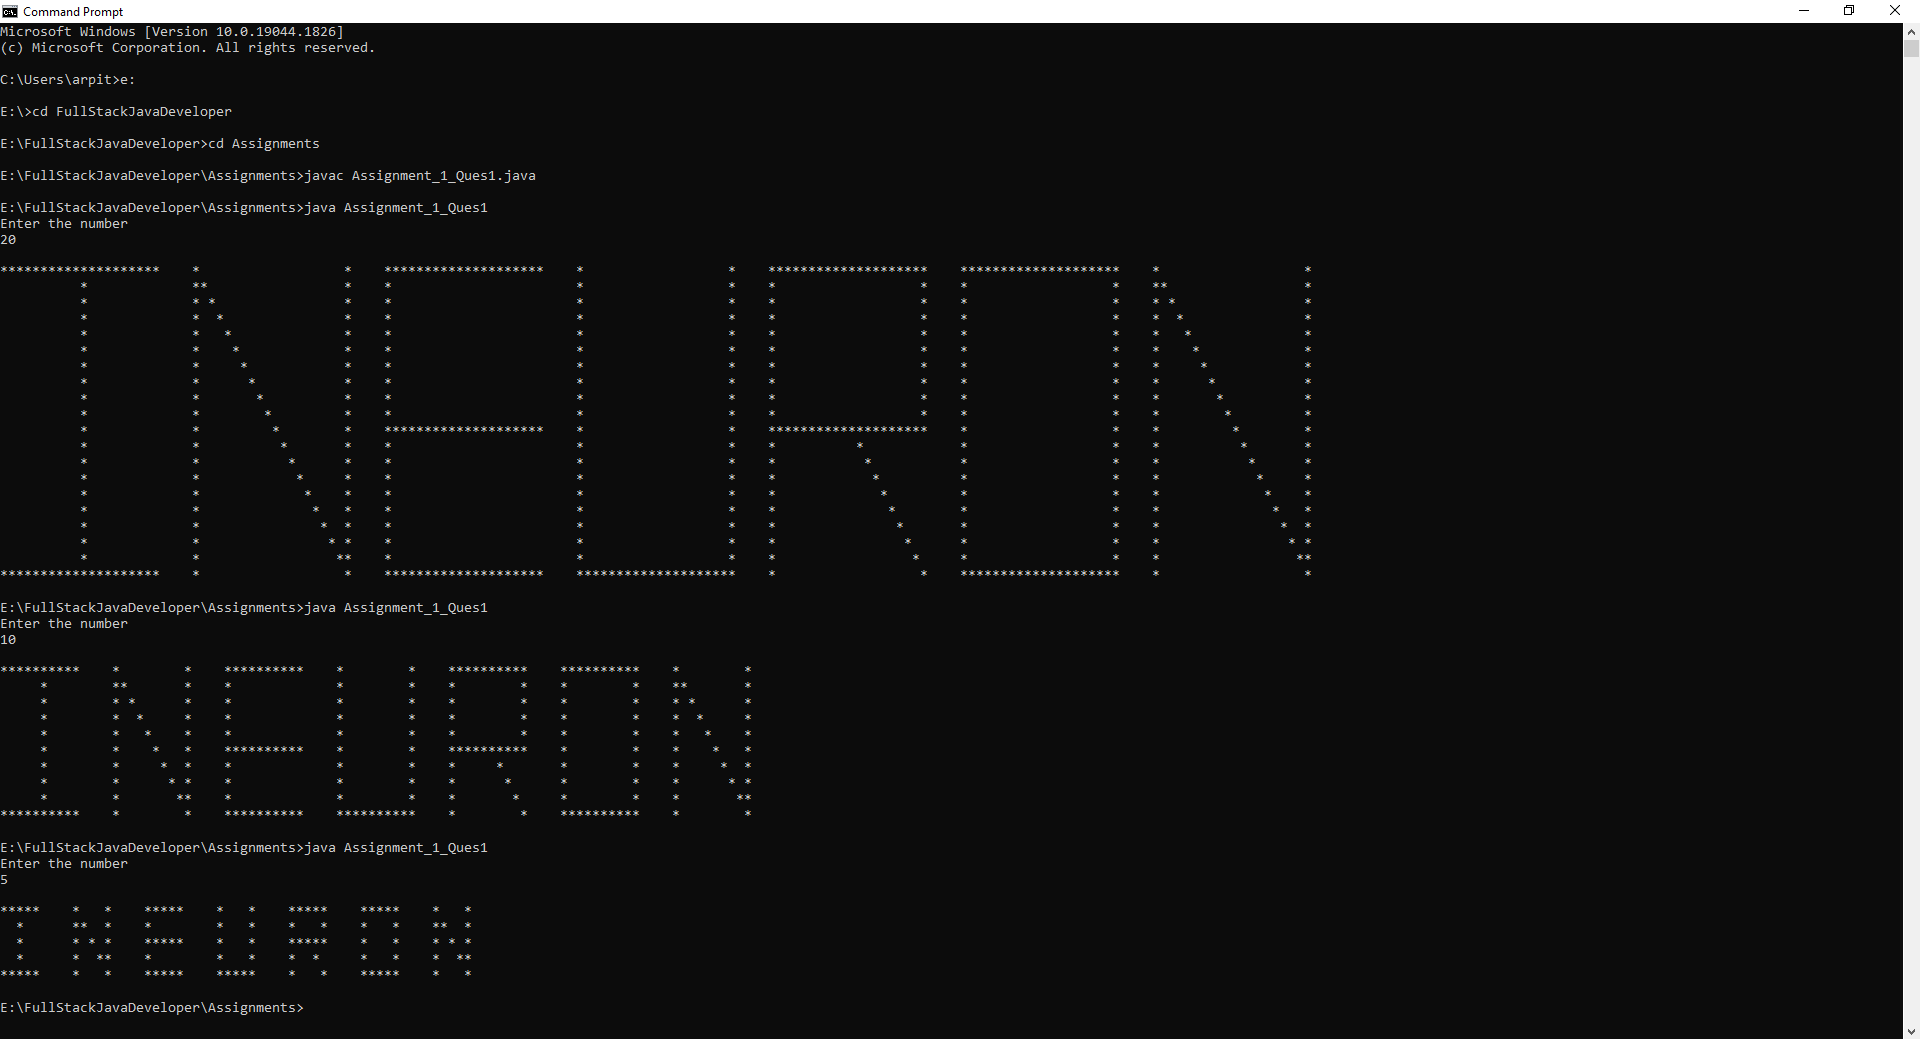 Command Prompt
Microsoft Windows [Version 10.0.19044.1826]
(c) Microsoft Corporation. All rights reserved.
C:\Users\arpit>e:
E:\>cd FullStackJavaDeveloper
E:\FullStackJavaDeveloper>cd Assignments
E:\FullStackJavaDeveloper\Assignments>javac Assignment_1_Ques1.java
E:\FullStackJavaDeveloper\Assignments>java Assignment_1_Ques1
Enter the number
20
********************    *                  *    ********************    *                  *    ********************    ********************    *                  *
          *             **                 *    *                       *                  *    *                  *    *                  *    **                 *
          *             * *                *    *                       *                  *    *                  *    *                  *    * *                *
          *             *  *               *    *                       *                  *    *                  *    *                  *    *  *               *
          *             *   *              *    *                       *                  *    *                  *    *                  *    *   *              *
          *             *    *             *    *                       *                  *    *                  *    *                  *    *    *             *
          *             *     *            *    *                       *                  *    *                  *    *                  *    *     *            *
          *             *      *           *    *                       *                  *    *                  *    *                  *    *      *           *
          *             *       *          *    *                       *                  *    *                  *    *                  *    *       *          *
          *             *        *         *    *                       *                  *    *                  *    *                  *    *        *         *
          *             *         *        *    ********************    *                  *    ********************    *                  *    *         *        *
          *             *          *       *    *                       *                  *    *          *            *                  *    *          *       *
          *             *           *      *    *                       *                  *    *           *           *                  *    *           *      *
          *             *            *     *    *                       *                  *    *            *          *                  *    *            *     *
          *             *             *    *    *                       *                  *    *             *         *                  *    *             *    *
          *             *              *   *    *                       *                  *    *              *        *                  *    *              *   *
          *             *               *  *    *                       *                  *    *               *       *                  *    *               *  *
          *             *                * *    *                       *                  *    *                *      *                  *    *                * *
          *             *                 **    *                       *                  *    *                 *     *                  *    *                 **
********************    *                  *    ********************    ********************    *                  *    ********************    *                  *
E:\FullStackJavaDeveloper\Assignments>java Assignment_1_Ques1
Enter the number
10
**********    *        *    **********    *        *    **********    **********    *        *
     *        **       *    *             *        *    *        *    *        *    **       *
     *        * *      *    *             *        *    *        *    *        *    * *      *
     *        *  *     *    *             *        *    *        *    *        *    *  *     *
     *        *   *    *    *             *        *    *        *    *        *    *   *    *
     *        *    *   *    **********    *        *    **********    *        *    *    *   *
     *        *     *  *    *             *        *    *     *       *        *    *     *  *
     *        *      * *    *             *        *    *      *      *        *    *      * *
     *        *       **    *             *        *    *       *     *        *    *       **
**********    *        *    **********    **********    *        *    **********    *        *
E:\FullStackJavaDeveloper\Assignments>java Assignment_1_Ques1
Enter the number
5
*****    *   *    *****    *   *    *****    *****    *   *
  *      **  *    *        *   *    *   *    *   *    **  *
  *      * * *    *****    *   *    *****    *   *    * * *
  *      *  **    *        *   *    *  *     *   *    *  **
*****    *   *    *****    *****    *   *    *****    *   *
E:\FullStackJavaDeveloper\Assignments>